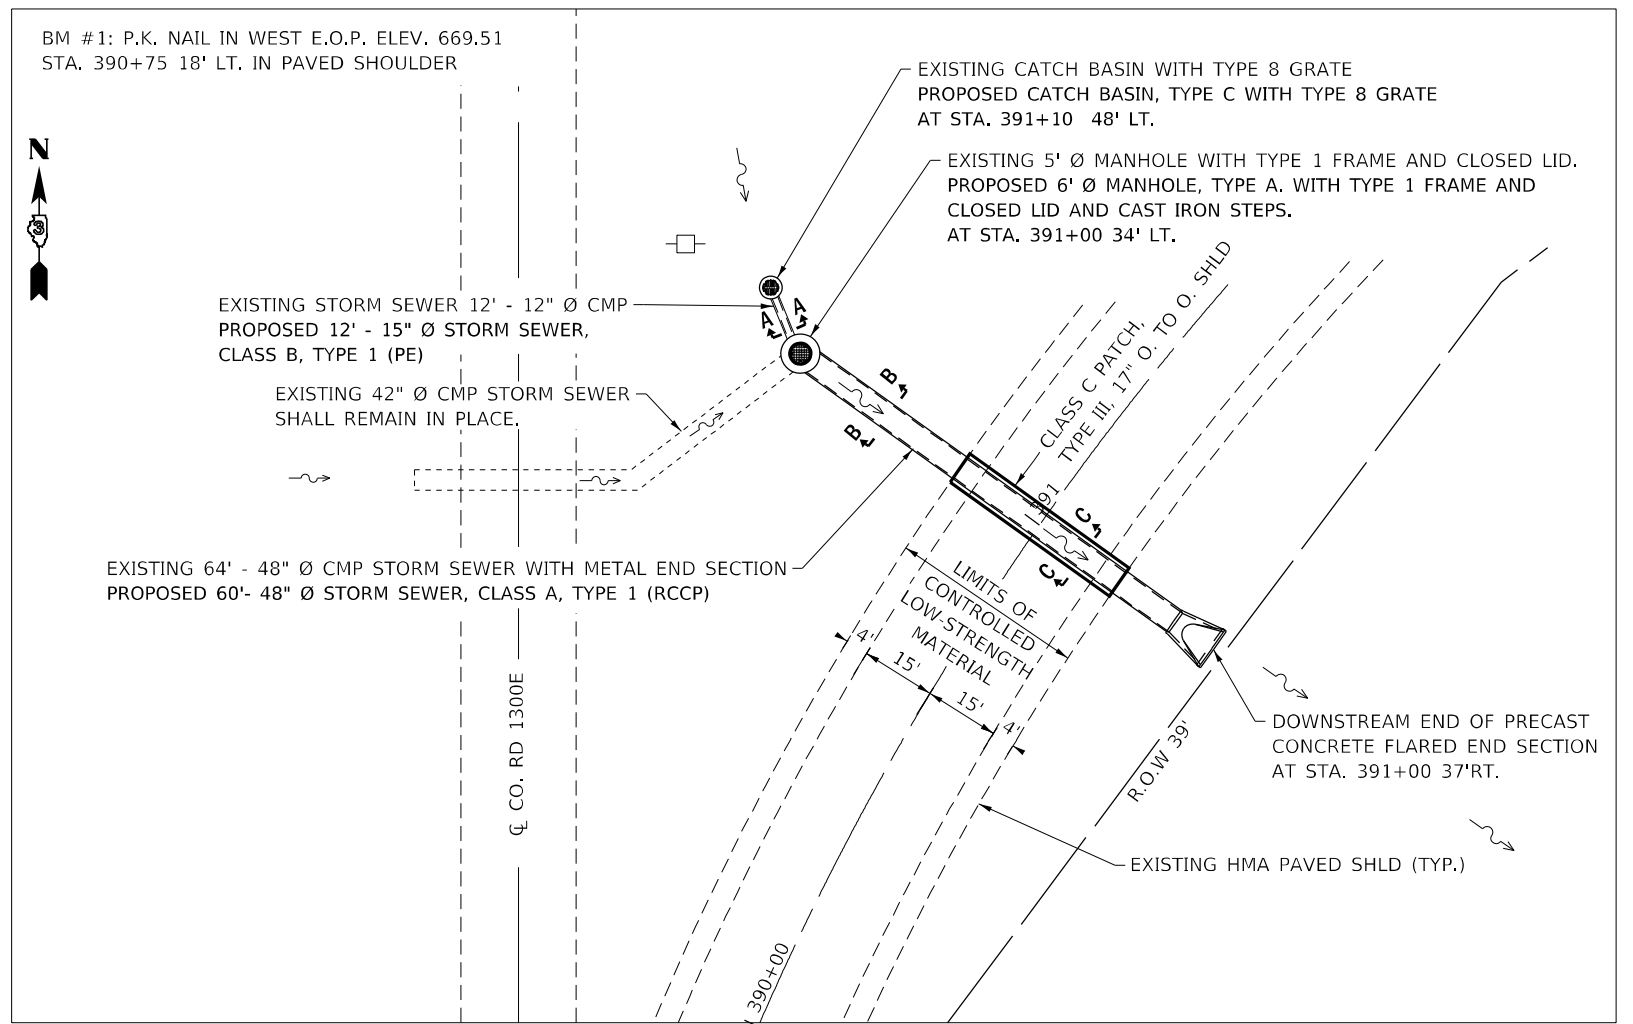 BM #1: P.K. NAIL IN WEST E.O.P. ELEV. 669.51
STA. 390+75 18' LT. IN PAVED SHOULDER
N
3
EXISTING CATCH BASIN WITH TYPE 8 GRATE
PROPOSED CATCH BASIN, TYPE C WITH TYPE 8 GRATE
AT STA. 391+10 48' LT.
EXISTING 5' Ø MANHOLE WITH TYPE 1 FRAME AND CLOSED LID.
PROPOSED 6' Ø MANHOLE, TYPE A. WITH TYPE 1 FRAME AND
CLOSED LID AND CAST IRON STEPS.
AT STA. 391+00 34' LT.
EXISTING STORM SEWER 12' - 12" Ø CMP
PROPOSED 12' - 15" Ø STORM SEWER,
CLASS B, TYPE 1 (PE)
A
A
EXISTING 42" Ø CMP STORM SEWER
SHALL REMAIN IN PLACE.
B
B
CLASS C PATCH,
TYPE III, 17" O. TO O. SHLD
391
C
C
EXISTING 64' - 48" Ø CMP STORM SEWER WITH METAL END SECTION
PROPOSED 60'- 48" Ø STORM SEWER, CLASS A, TYPE 1 (RCCP)
LIMITS OF
CONTROLLED
LOW-STRENGTH
MATERIAL
4'
15'
15'
4'
℄ CO. RD 1300E
R.O.W 39'
DOWNSTREAM END OF PRECAST
CONCRETE FLARED END SECTION
AT STA. 391+00 37'RT.
EXISTING HMA PAVED SHLD (TYP.)
390+00